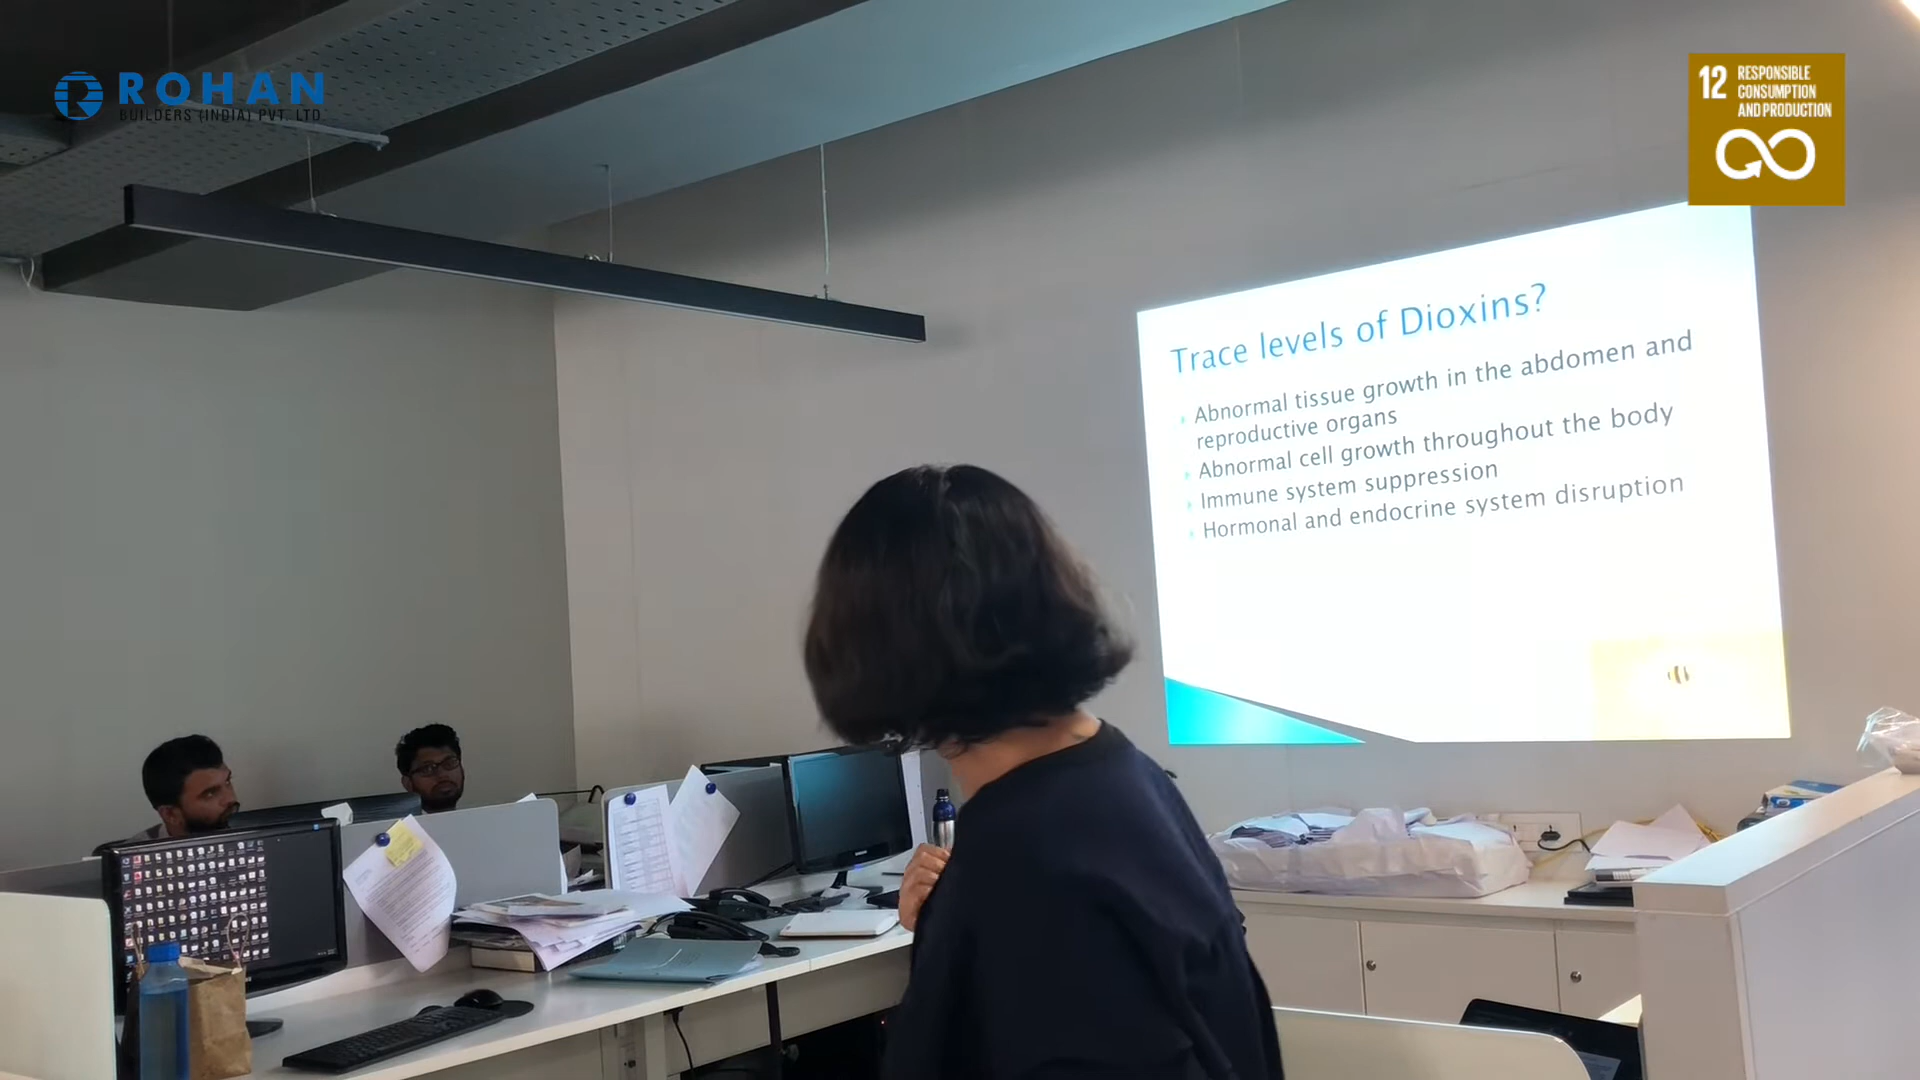 ROHAN
BUILDERS (INDIA) PVT. LTD
12 RESPONSIBLE
CONSUMPTION
AND PRODUCTION
Trace levels of Dioxins?
Abnormal tissue growth in the abdomen and
reproductive organs
Abnormal cell growth throughout the body
Immune system suppression
Hormonal and endocrine system disruption